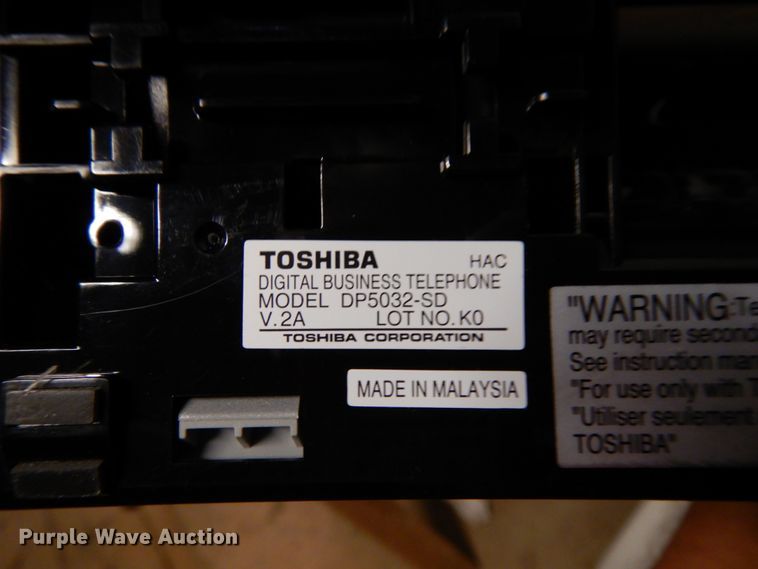 TOSHIBA HAC
DIGITAL BUSINESS TELEPHONE
MODEL DP5032-SD
V.2A LOT NO. K0
TOSHIBA CORPORATION
MADE IN MALAYSIA
"WARNING:Te
may require second
See instruction man
"For use only with T
"Utiliser seulement
TOSHIBA"
Purple Wave Auction